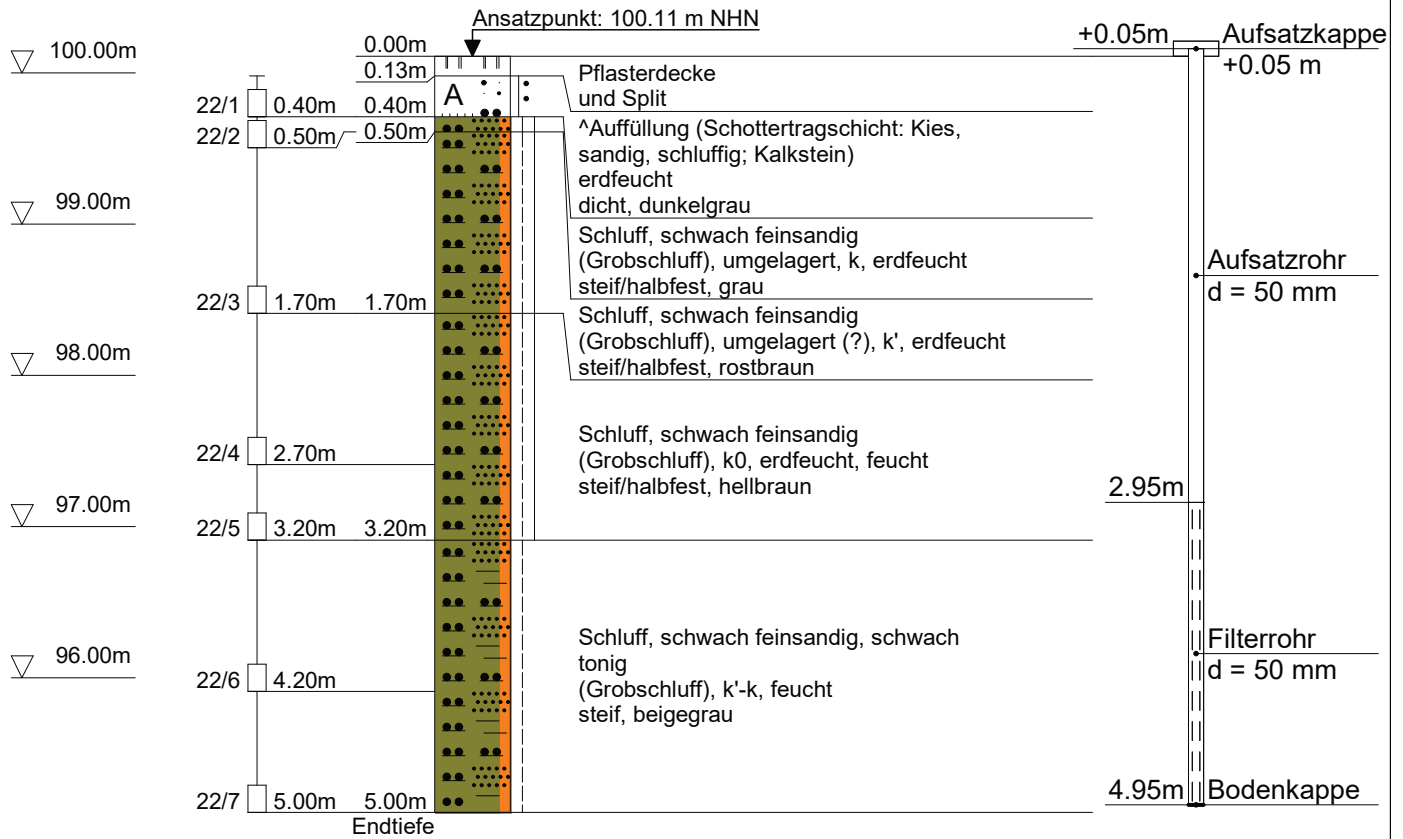 Ansatzpunkt: 100.11 m NHN
100.00m
99.00m
98.00m
97.00m
96.00m
22/1 0.40m
22/2 0.50m
22/3 1.70m
22/4 2.70m
22/5 3.20m
22/6 4.20m
22/7 5.00m
0.00m
0.13m
0.40m
0.50m
1.70m
3.20m
5.00m
Endtiefe
A
Pflasterdecke
und Split
^Auffüllung (Schottertragschicht: Kies,
sandig, schluffig; Kalkstein)
erdfeucht
dicht, dunkelgrau
Schluff, schwach feinsandig
(Grobschluff), umgelagert, k, erdfeucht
steif/halbfest, grau
Schluff, schwach feinsandig
(Grobschluff), umgelagert (?), k', erdfeucht
steif/halbfest, rostbraun
Schluff, schwach feinsandig
(Grobschluff), k0, erdfeucht, feucht
steif/halbfest, hellbraun
Schluff, schwach feinsandig, schwach
tonig
(Grobschluff), k'-k, feucht
steif, beigegrau
+0.05m Aufsatzkappe
+0.05 m
Aufsatzrohr
d = 50 mm
2.95m
Filterrohr
d = 50 mm
4.95m Bodenkappe